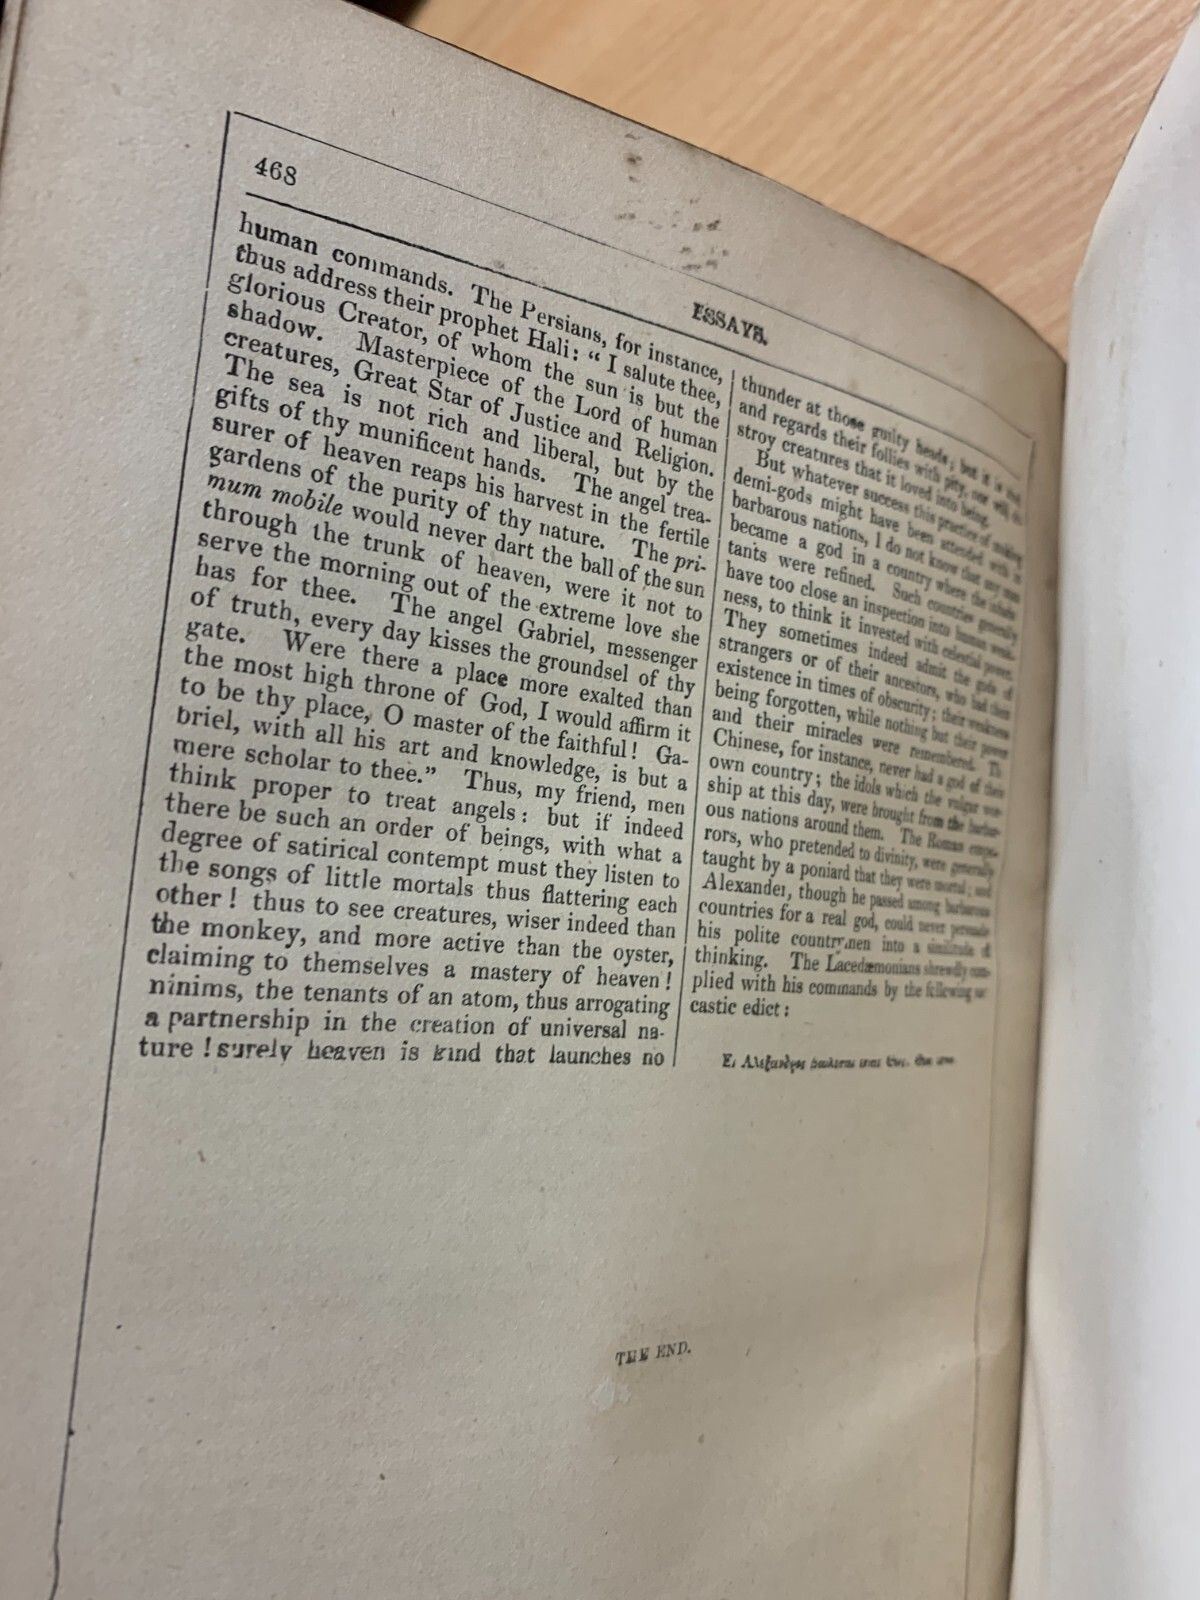 468
ESSAYS.
human commands. The Persians, for instance,
thus address their prophet Hali: “ I salute thee,
glorious Creator, of whom the sun is but the
shadow. Masterpiece of the Lord of human
creatures, Great Star of Justice and Religion.
The sea is not rich and liberal, but by the
gifts of thy munificent hands. The angel trea-
surer of heaven reaps his harvest in the fertile
gardens of the purity of thy nature. The pri-
mum mobile would never dart the ball of the sun
through the trunk of heaven, were it not to
serve the morning out of the extreme love she
has for thee. The angel Gabriel, messenger
of truth, every day kisses the groundsel of thy
gate. Were there a place more exalted than
the most high throne of God, I would affirm it
to be thy place, O master of the faithful! Ga-
briel, with all his art and knowledge, is but a
mere scholar to thee.” Thus, my friend, men
think proper to treat angels: but if indeed
there be such an order of beings, with what a
degree of satirical contempt must they listen to
the songs of little mortals thus flattering each
other! thus to see creatures, wiser indeed than
the monkey, and more active than the oyster,
claiming to themselves a mastery of heaven!
minims, the tenants of an atom, thus arrogating
a partnership in the creation of universal na-
ture! surely heaven is kind that launches no
thunder at those guilty heads; but it is
and regards their follies with pity, nor will
stroy creatures that it loved into being.
But whatever success this practice of making
demi-gods might have been attended with in
barbarous nations, I do not know that any man
became a god in a country where the inhabi-
tants were refined. Such countries generally
have too close an inspection into human weak-
ness, to think it invested with celestial power.
They sometimes indeed admit the gods of
strangers or of their ancestors, who had their
existence in times of obscurity; their weakness
being forgotten, while nothing but their power
and their miracles were remembered. The
Chinese, for instance, never had a god of their
own country; the idols which the vulgar wor-
ship at this day, were brought from the barbar-
ous nations around them. The Roman empe-
rors, who pretended to divinity, were generally
taught by a poniard that they were mortal; and
Alexander, though he passed among barbarous
countries for a real god, could never persuade
his polite countrymen into a similitude of
thinking. The Lacedæmonians shrewdly com-
plied with his commands by the following sar-
castic edict:
THE END.